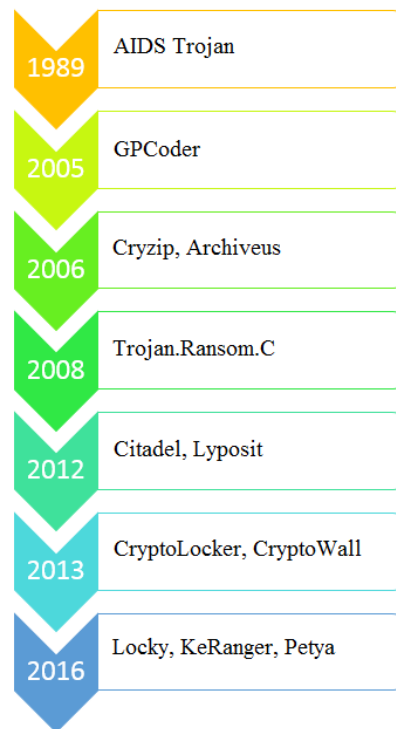 1989
AIDS Trojan
2005
GPCoder
2006
Cryzip, Archiveus
2008
Trojan.Ransom.C
2012
Citadel, Lyposit
2013
CryptoLocker, CryptoWall
2016
Locky, KeRanger, Petya